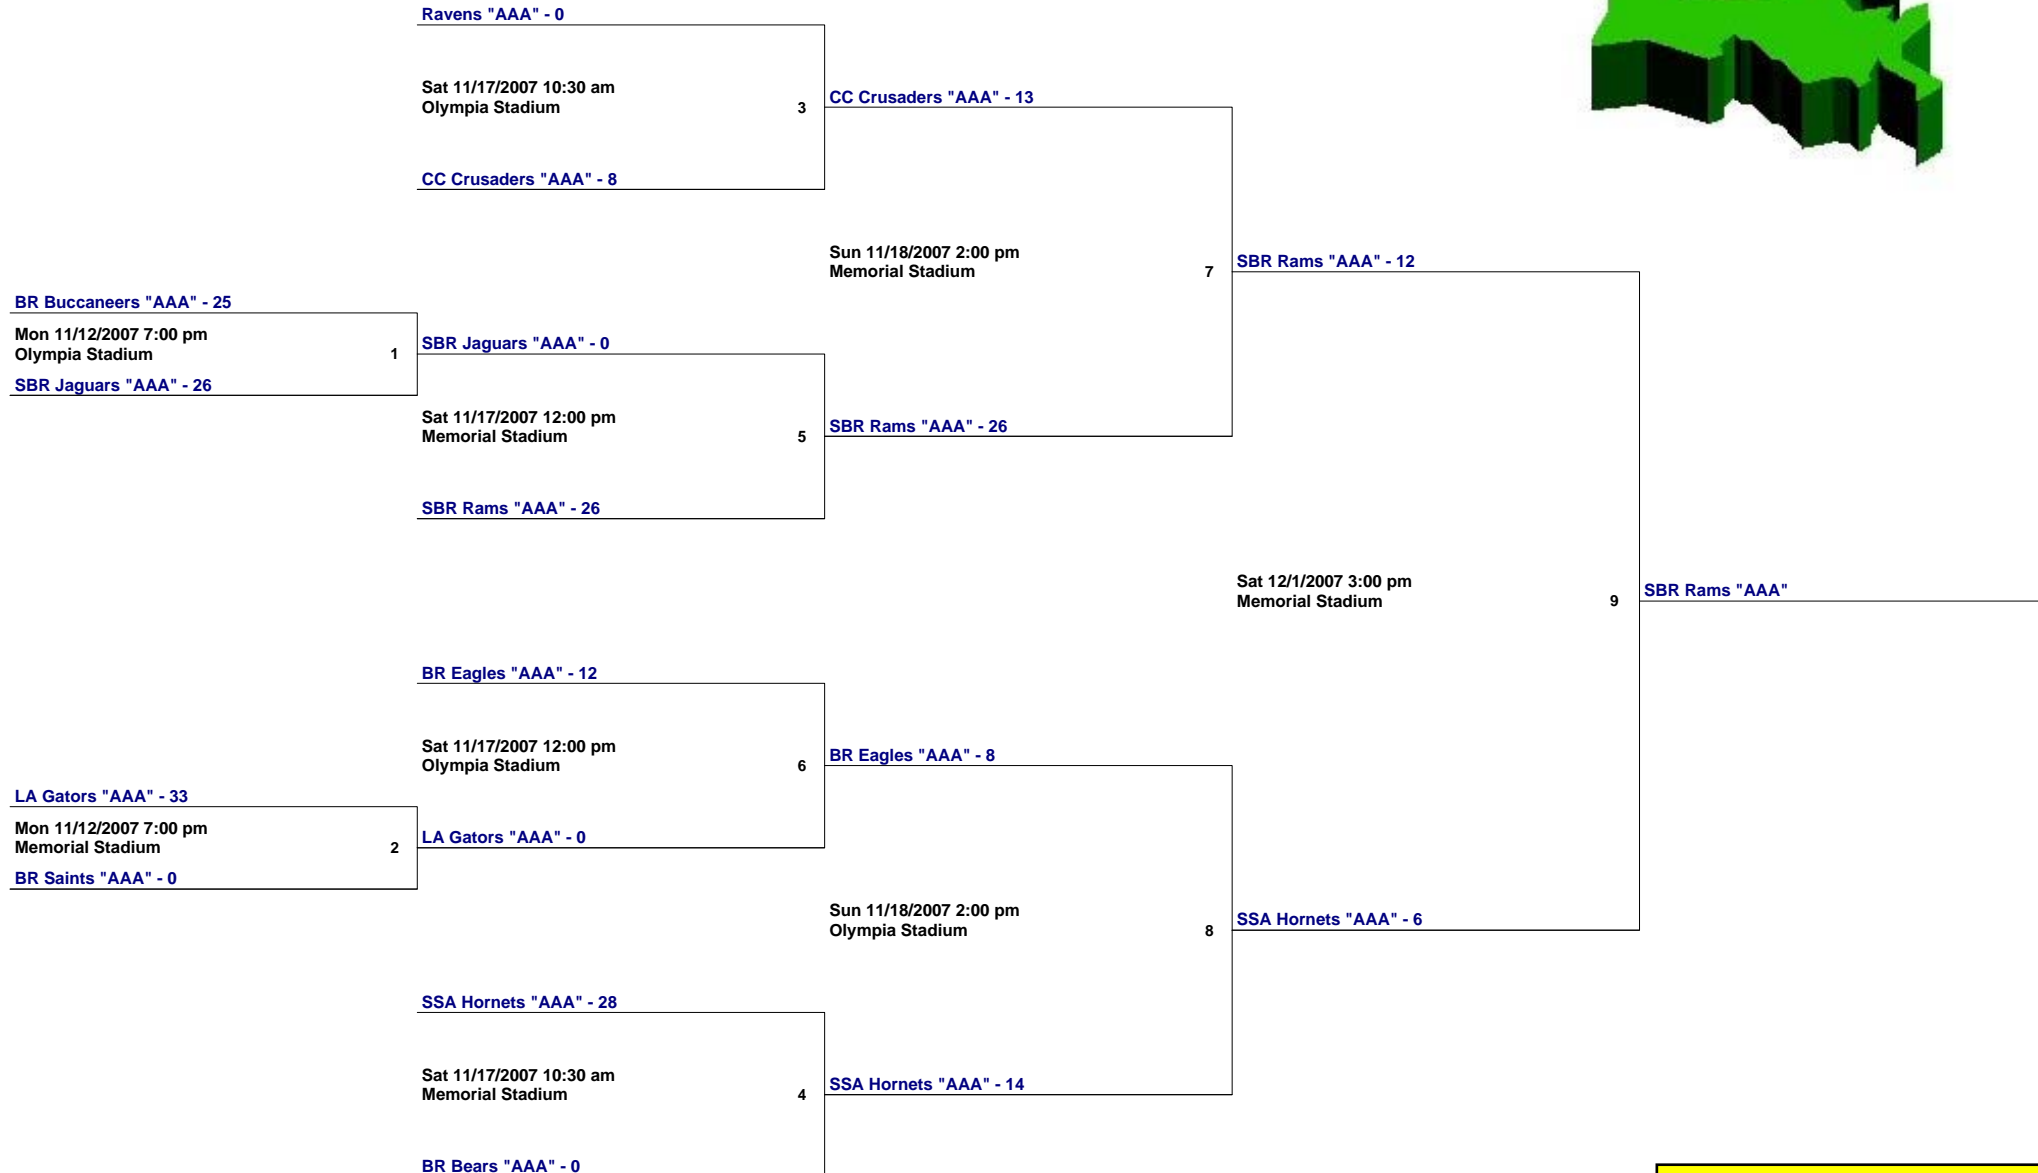 Ravens "AAA" - 0
Sat 11/17/2007 10:30 am
Olympia Stadium
3
CC Crusaders "AAA" - 13
CC Crusaders "AAA" - 8
Sun 11/18/2007 2:00 pm
Memorial Stadium
7
SBR Rams "AAA" - 12
BR Buccaneers "AAA" - 25
Mon 11/12/2007 7:00 pm
Olympia Stadium
1
SBR Jaguars "AAA" - 26
SBR Jaguars "AAA" - 0
Sat 11/17/2007 12:00 pm
Memorial Stadium
5
SBR Rams "AAA" - 26
SBR Rams "AAA" - 26
Sat 12/1/2007 3:00 pm
Memorial Stadium
9
SBR Rams "AAA"
BR Eagles "AAA" - 12
Sat 11/17/2007 12:00 pm
Olympia Stadium
6
BR Eagles "AAA" - 8
LA Gators "AAA" - 33
Mon 11/12/2007 7:00 pm
Memorial Stadium
2
BR Saints "AAA" - 0
LA Gators "AAA" - 0
Sun 11/18/2007 2:00 pm
Olympia Stadium
8
SSA Hornets "AAA" - 6
SSA Hornets "AAA" - 28
Sat 11/17/2007 10:30 am
Memorial Stadium
4
SSA Hornets "AAA" - 14
BR Bears "AAA" - 0